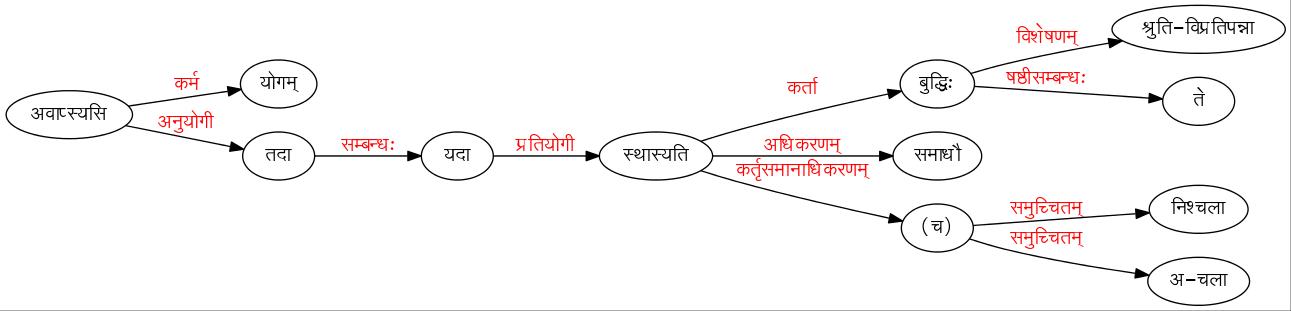 श्रुति-विप्रतिपन्ना
विशेषणम्
कर्म
योगम्
कर्ता
बुद्धिः
षष्ठीसम्बन्धः
ते
अवाप्स्यसि
अनुयोगी
तदा
सम्बन्धः
यदा
प्रतियोगी
स्थास्यति
अधिकरणम्
समाधौ
कर्तृसमानाधिकरणम्
(च)
समुच्चितम्
निश्चला
समुच्चितम्
अ-चला